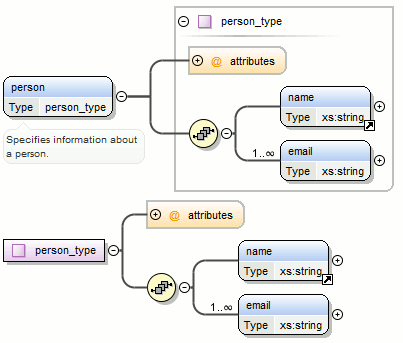 person_type
@ attributes
person
Type person_type
Specifies information about
a person.
name
Type xs:string
1..∞
email
Type xs:string
@ attributes
person_type
name
Type xs:string
1..∞
email
Type xs:string